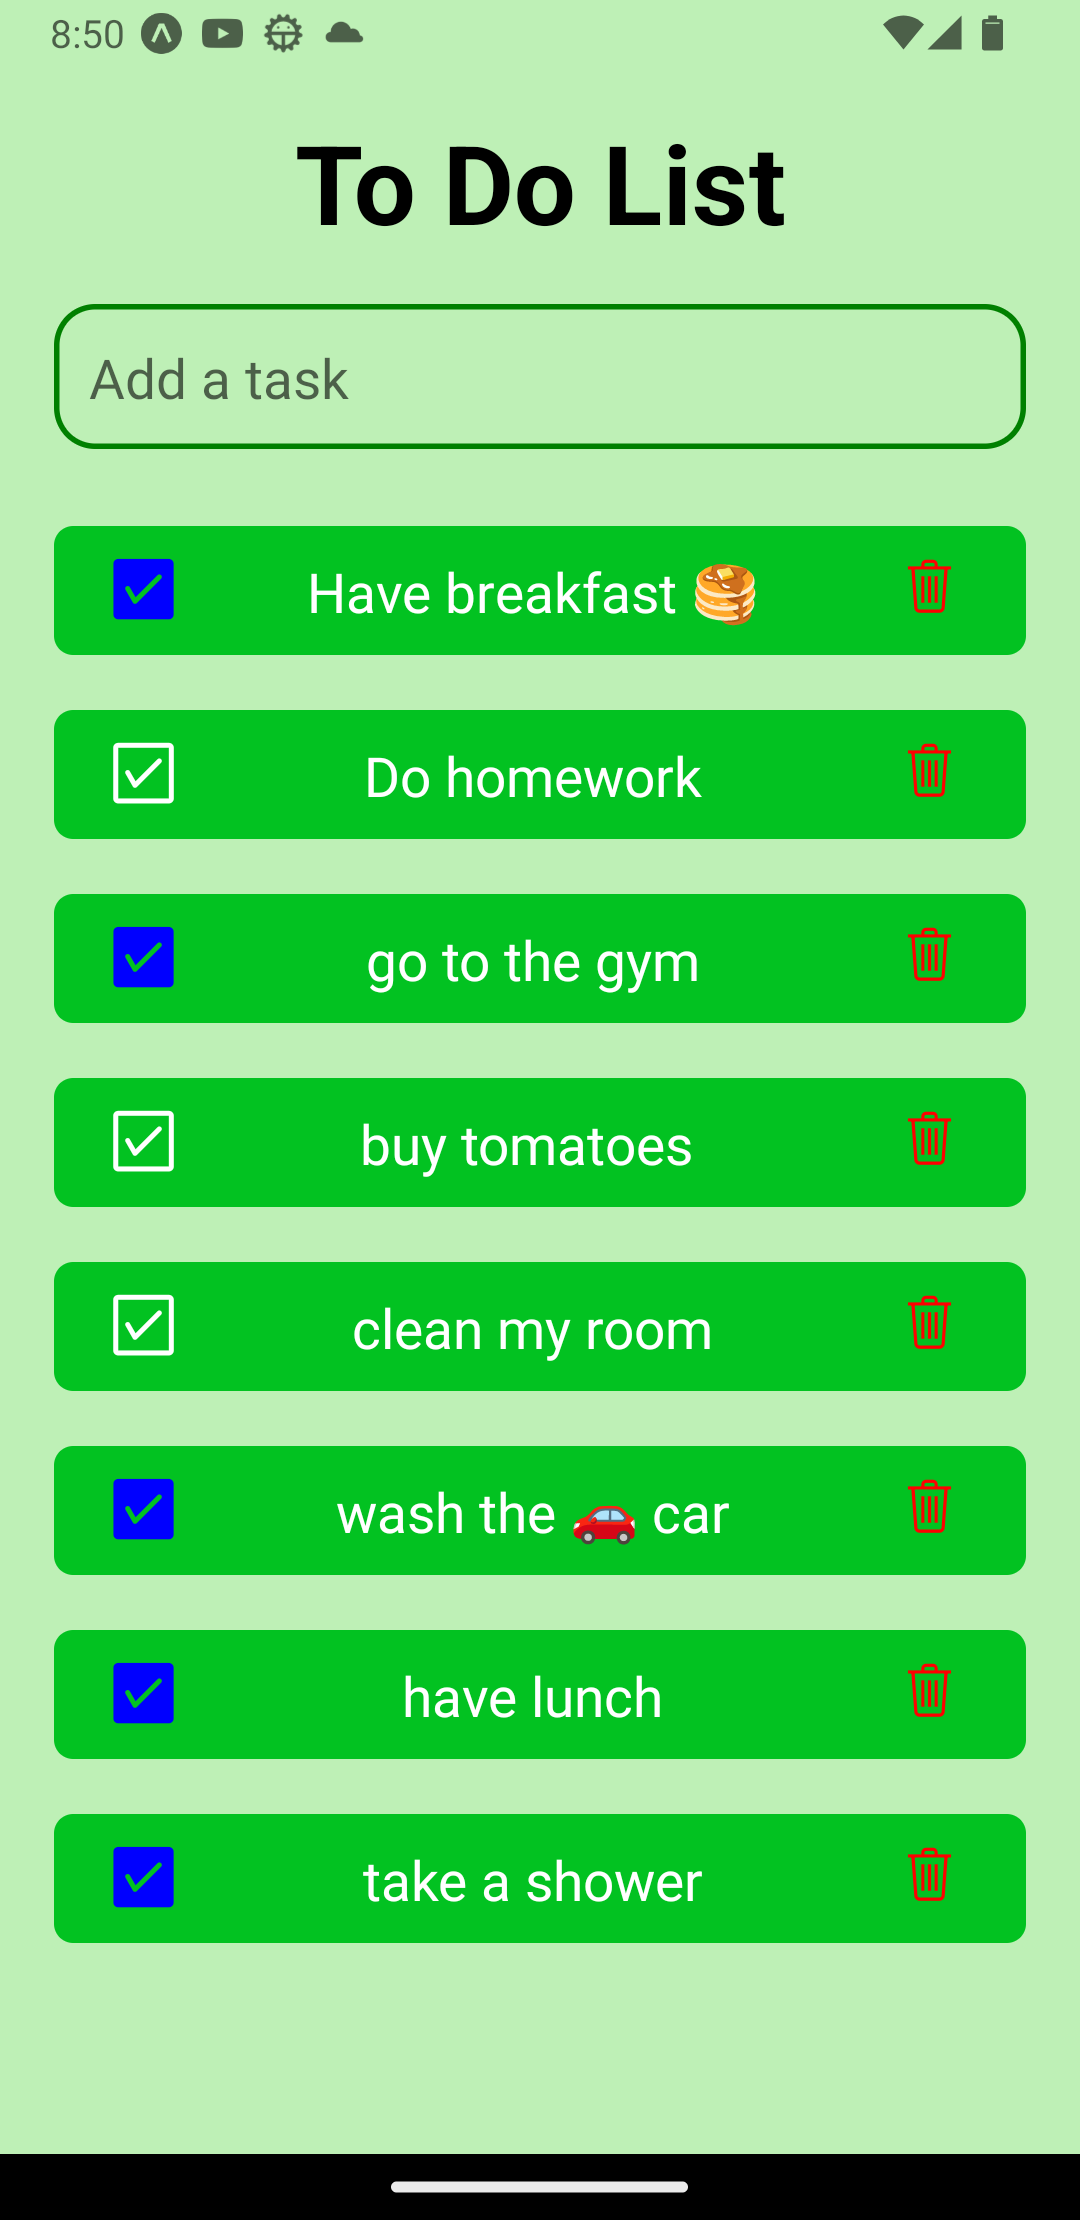 8:50
To Do List
Add a task
Have breakfast 🥞
Do homework
go to the gym
buy tomatoes
clean my room
wash the 🚗 car
have lunch
take a shower